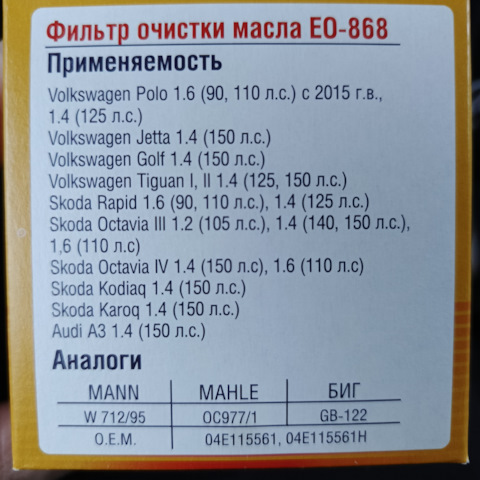 Фильтр очистки масла ЕО-868
Применяемость
Volkswagen Polo 1.6 (90, 110 л.с.) с 2015 г.в.,
1.4 (125 л.с.)
Volkswagen Jetta 1.4 (150 л.с.)
Volkswagen Golf 1.4 (150 л.с.)
Volkswagen Tiguan I, II 1.4 (125, 150 л.с.)
Skoda Rapid 1.6 (90, 110 л.с.), 1.4 (125 л.с.)
Skoda Octavia III 1.2 (105 л.с.), 1.4 (140, 150 л.с.),
1,6 (110 л.с)
Skoda Octavia IV 1.4 (150 л.с), 1.6 (110 л.с)
Skoda Kodiaq 1.4 (150 л.с.)
Skoda Karoq 1.4 (150 л.с.)
Audi A3 1.4 (150 л.с.)
Аналоги
MANN MAHLE БИГ
W 712/95 OC977/1 GB-122
O.E.M. 04E115561, 04E115561H